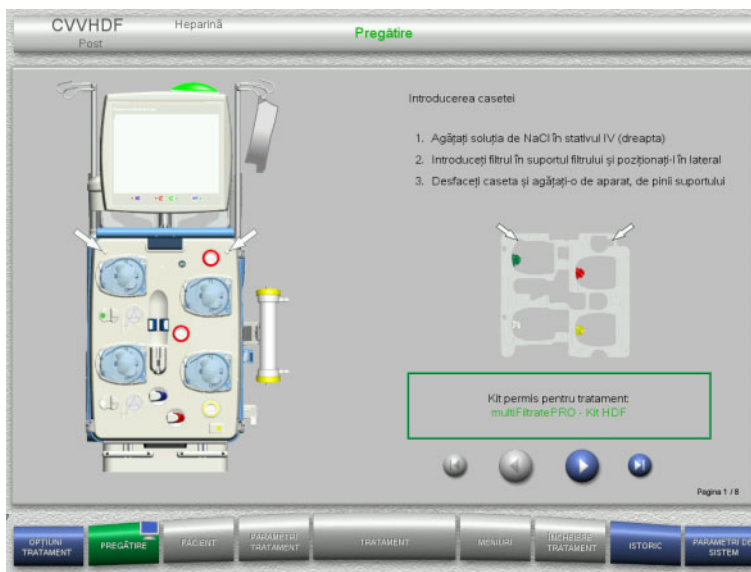 CVVHDF
Post
Heparină
Pregătire
Introducerea casetei
1. Agățați soluția de NaCl în stativul IV (dreapta)
2. Introduceți filtrul în suportul filtrului și poziționați-l în lateral
3. Desfaceți caseta și agățați-o de aparat, de pinii suportului
Kit permis pentru tratament:
multiFiltratePRO - Kit HDF
Pagina 1 / 8
OPȚIUNI
TRATAMENT
PREGĂTIRE
PACIENT
PARAMETRI
TRATAMENT
TRATAMENT
MENIURI
ÎNCHEIERE
TRATAMENT
ISTORIC
PARAMETRI DE
SISTEM